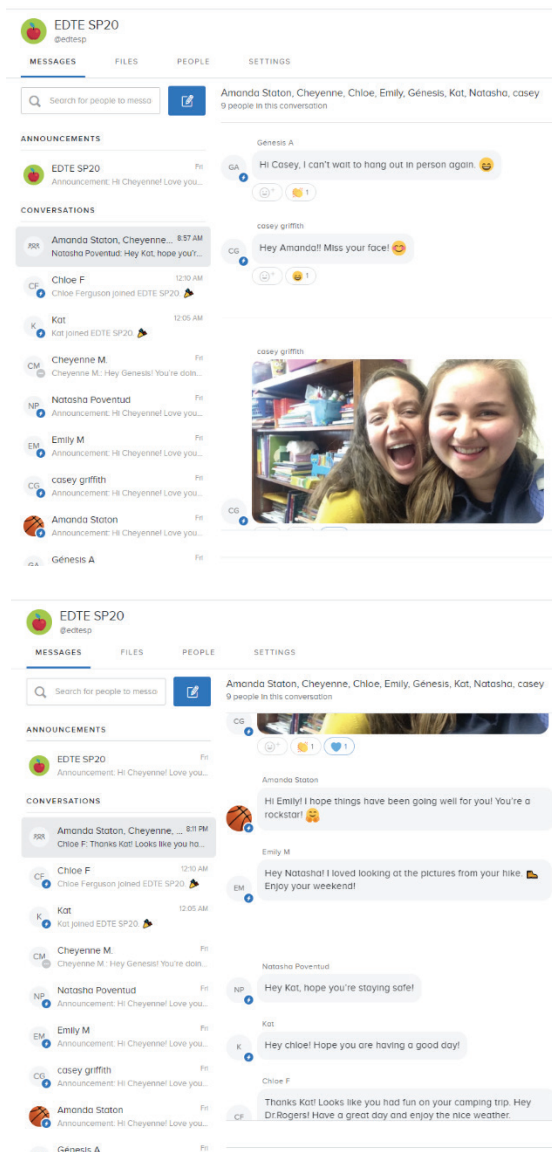 EDTE SP20
@edtesp
MESSAGES FILES PEOPLE SETTINGS
Search for people to messa
ANNOUNCEMENTS
EDTE SP20 Fri
Announcement: Hi Cheyenne! Love you...
CONVERSATIONS
Amanda Staton, Cheyenne... 8:57 AM
Natasha Poventud: Hey Kat, hope you'r...
CF Chloe F 12:10 AM
Chloe Ferguson joined EDTE SP20. 🎉
K Kat 12:05 AM
Kat joined EDTE SP20. 🎉
CM Cheyenne M. Fri
Cheyenne M.: Hey Genesis! You're doin...
NP Natasha Poventud Fri
Announcement: Hi Cheyenne! Love you...
EM Emily M Fri
Announcement: Hi Cheyenne! Love you...
CG casey griffith Fri
Announcement: Hi Cheyenne! Love you...
Amanda Staton Fri
Announcement: Hi Cheyenne! Love you...
GA Génesis A Fri
Amanda Staton, Cheyenne, Chloe, Emily, Génesis, Kat, Natasha, casey
9 people in this conversation
Génesis A
GA Hi Casey, I can't wait to hang out in person again. 😄
👏 1
casey griffith
CG Hey Amanda!! Miss your face! 😊
😄 1
casey griffith
CG
EDTE SP20
@edtesp
MESSAGES FILES PEOPLE SETTINGS
Search for people to messa
ANNOUNCEMENTS
EDTE SP20 Fri
Announcement: Hi Cheyenne! Love you...
CONVERSATIONS
Amanda Staton, Cheyenne, ... 8:11 PM
Chloe F: Thanks Kat! Looks like you ha...
CF Chloe F 12:10 AM
Chloe Ferguson joined EDTE SP20. 🎉
K Kat 12:05 AM
Kat joined EDTE SP20. 🎉
CM Cheyenne M. Fri
Cheyenne M.: Hey Genesis! You're doin...
NP Natasha Poventud Fri
Announcement: Hi Cheyenne! Love you...
EM Emily M Fri
Announcement: Hi Cheyenne! Love you...
CG casey griffith Fri
Announcement: Hi Cheyenne! Love you...
Amanda Staton Fri
Announcement: Hi Cheyenne! Love you...
Génesis A Fri
Amanda Staton, Cheyenne, Chloe, Emily, Génesis, Kat, Natasha, casey
9 people in this conversation
CG
👏 1 💙 1
Amanda Staton
Hi Emily! I hope things have been going well for you! You're a
rockstar! 🤗
Emily M
Hey Natasha! I loved looking at the pictures from your hike. 🥾
EM Enjoy your weekend!
Natasha Poventud
NP Hey Kat, hope you're staying safe!
Kat
K Hey chloe! Hope you are having a good day!
Chloe F
Thanks Kat! Looks like you had fun on your camping trip. Hey
CF Dr.Rogers! Have a great day and enjoy the nice weather.